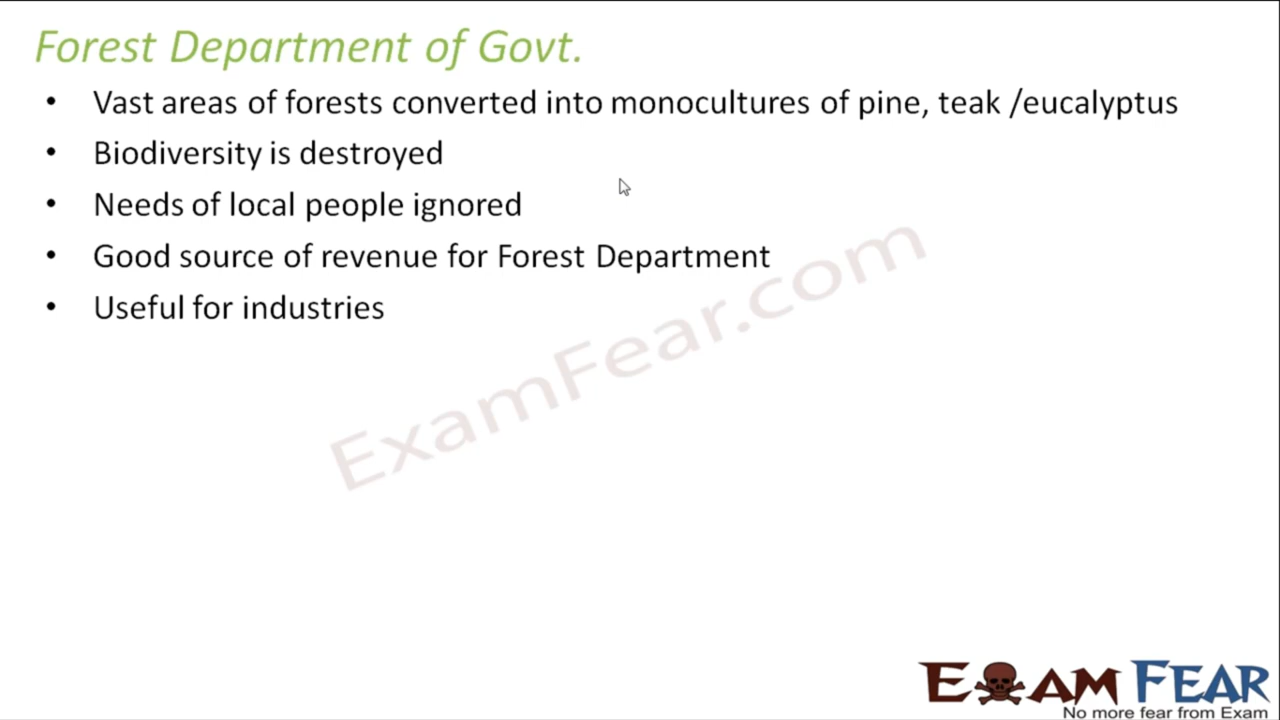 Forest Department of Govt.
• Vast areas of forests converted into monocultures of pine, teak /eucalyptus
• Biodiversity is destroyed
• Needs of local people ignored
• Good source of revenue for Forest Department
• Useful for industries
ExamFear.com
EXAM FEAR
No more fear from Exam